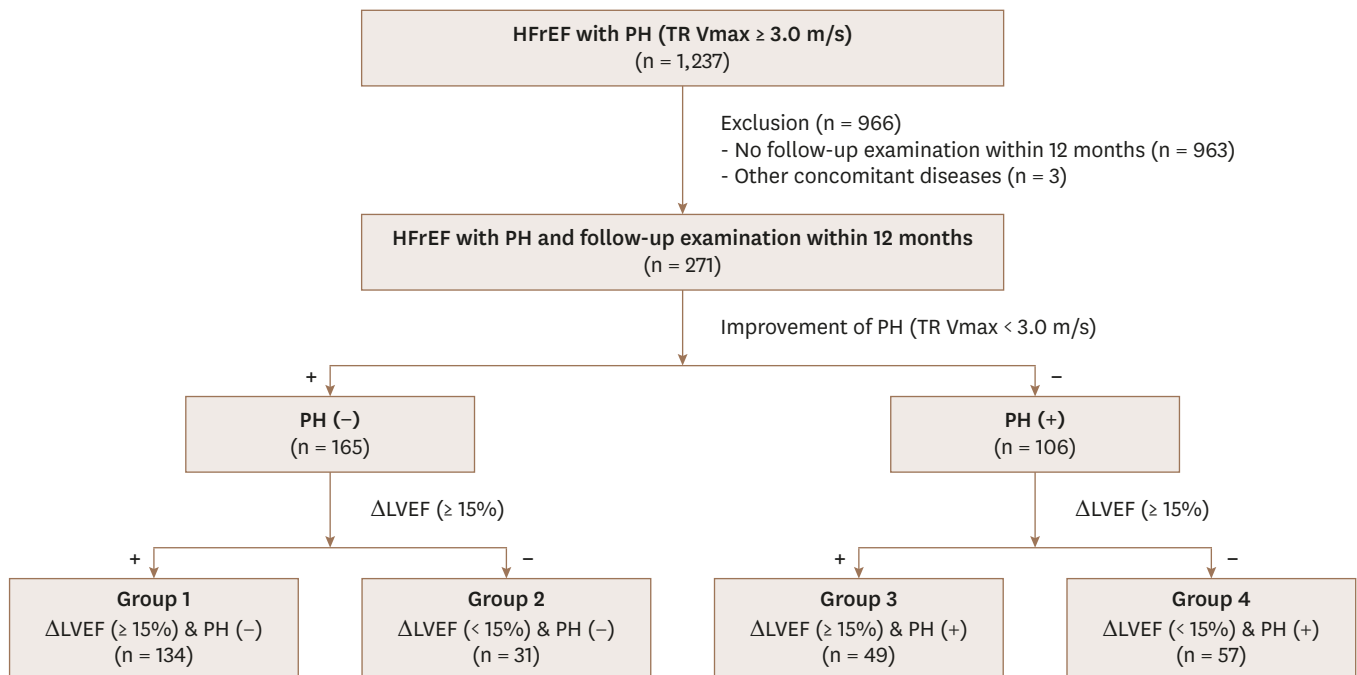 HFrEF with PH (TR Vmax ≥ 3.0 m/s)
(n = 1,237)
Exclusion (n = 966)
- No follow-up examination within 12 months (n = 963)
- Other concomitant diseases (n = 3)
HFrEF with PH and follow-up examination within 12 months
(n = 271)
Improvement of PH (TR Vmax < 3.0 m/s)
+
−
PH (−)
(n = 165)
PH (+)
(n = 106)
ΔLVEF (≥ 15%)
ΔLVEF (≥ 15%)
+
−
+
−
Group 1
ΔLVEF (≥ 15%) & PH (−)
(n = 134)
Group 2
ΔLVEF (< 15%) & PH (−)
(n = 31)
Group 3
ΔLVEF (≥ 15%) & PH (+)
(n = 49)
Group 4
ΔLVEF (< 15%) & PH (+)
(n = 57)